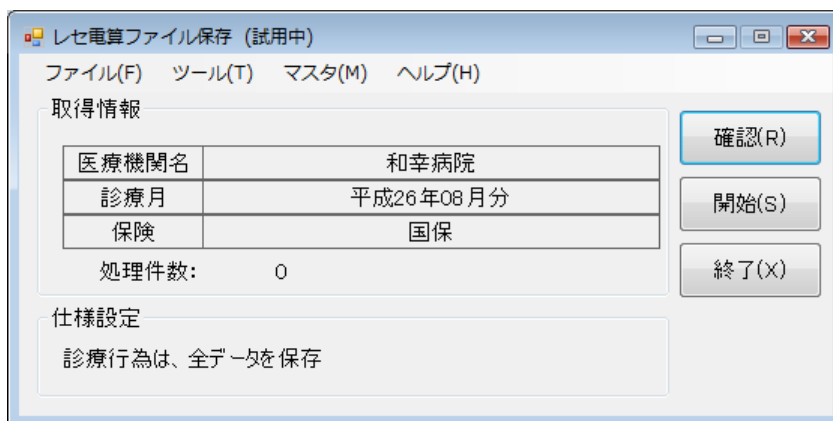 レセ電算ファイル保存 (試用中)
ファイル(F) ツール(T) マスタ(M) ヘルプ(H)
取得情報
医療機関名 和幸病院
診療月 平成26年08月分
保険 国保
処理件数: 0
確認(R)
開始(S)
終了(X)
仕様設定
診療行為は、全データを保存